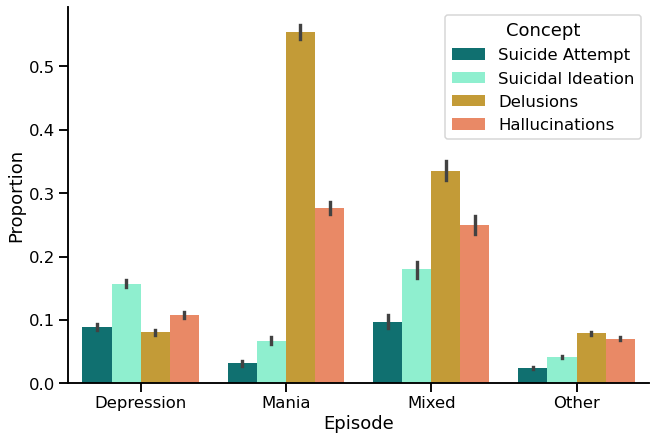 Concept
Suicide Attempt
Suicidal Ideation
Delusions
Hallucinations
Proportion
0.5
0.4
0.3
0.2
0.1
0.0
Depression Mania Mixed Other
Episode